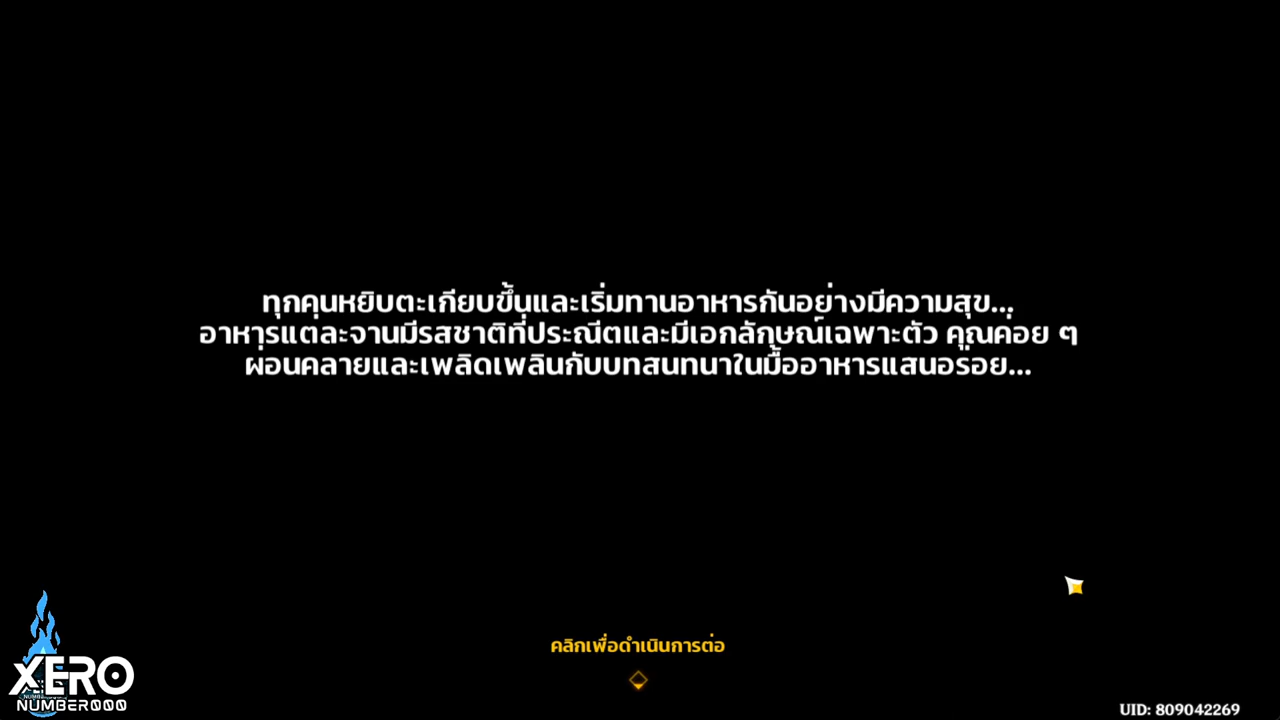 ทุกคนหยิบตะเกียบขึ้นและเริ่มทานอาหารกันอย่างมีความสุข...
อาหารแต่ละจานมีรสชาติที่ประณีตและมีเอกลักษณ์เฉพาะตัว คุณค่อย ๆ
ผ่อนคลายและเพลิดเพลินกับบทสนทนาในมื้ออาหารแสนอร่อย...
คลิกเพื่อดำเนินการต่อ
XERO
NUMBER000
UID: 809042269